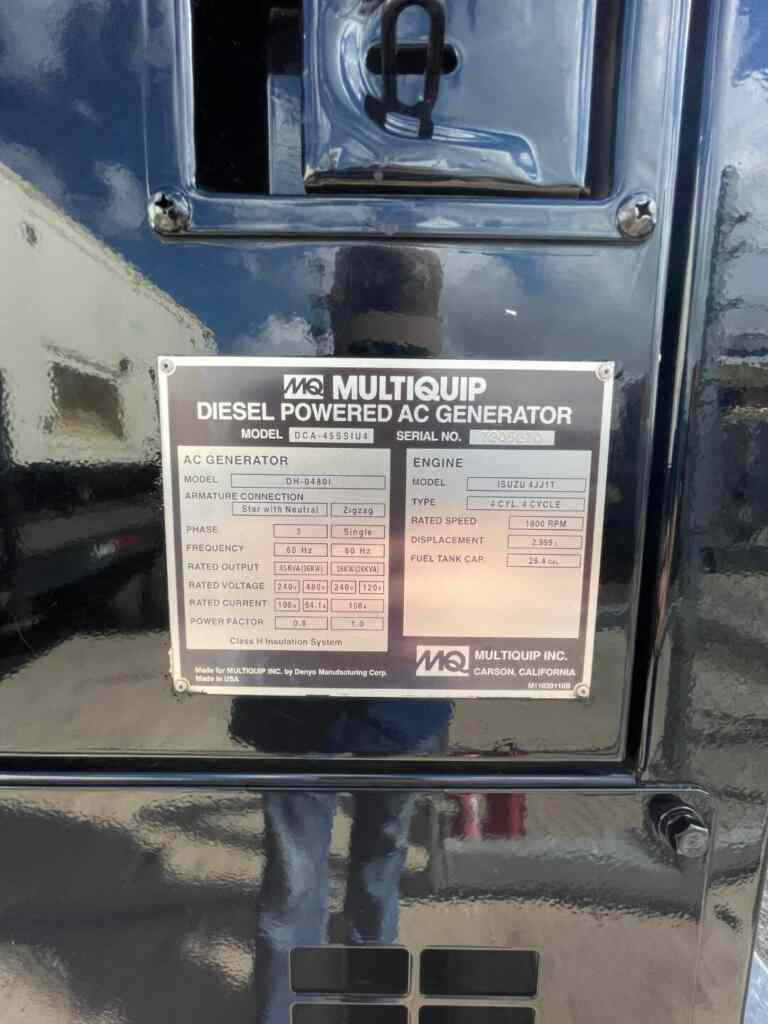 MQ MULTIQUIP
DIESEL POWERED AC GENERATOR
MODEL DCA-45SSIU4 SERIAL NO.
AC GENERATOR
MODEL DH-0480I
ARMATURE CONNECTION
Star with Neutral Zigzag
PHASE 3 Single
FREQUENCY 60 Hz 60 Hz
RATED OUTPUT 45KVA(36KW) 26KW(26KVA)
RATED VOLTAGE 240V 480V 240V 120V
RATED CURRENT 108A 54.1A 108A
POWER FACTOR 0.8 1.0
Class H Insulation System
ENGINE
MODEL ISUZU 4JJ1T
TYPE 4 CYL, 4 CYCLE
RATED SPEED 1800 RPM
DISPLACEMENT 2.999 L
FUEL TANK CAP. 26.4 GAL
Made for MULTIQUIP INC. by Denyo Manufacturing Corp.
Made in USA
MQ MULTIQUIP INC.
CARSON, CALIFORNIA